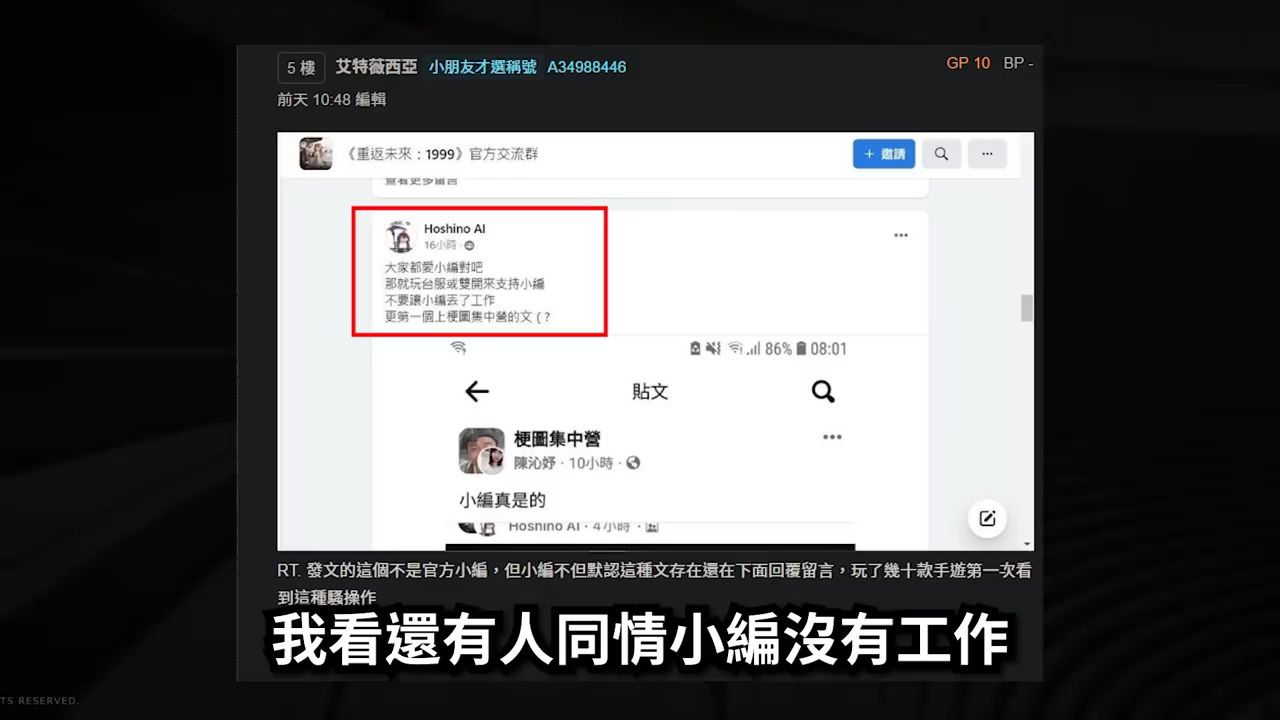 5 樓 艾特薇西亞 小朋友才選稱號 A34988446 GP 10 BP -
前天 10:48 編輯
《重返未來：1999》官方交流群
+ 邀請
查看更多留言
Hoshino AI
16小時
大家都愛小編對吧
那就玩台服或雙開來支持小編
不要讓小編丟了工作
更第一個上梗圖集中營的文 ( ?
86% 08:01
貼文
梗圖集中營
陳沁妤 · 10小時 ·
小編真是的
Hoshino AI · 4小時 ·
RT. 發文的這個不是官方小編，但小編不但默認這種文存在還在下面回覆留言，玩了幾十款手遊第一次看
到這種騷操作
我看還有人同情小編沒有工作
TS RESERVED.